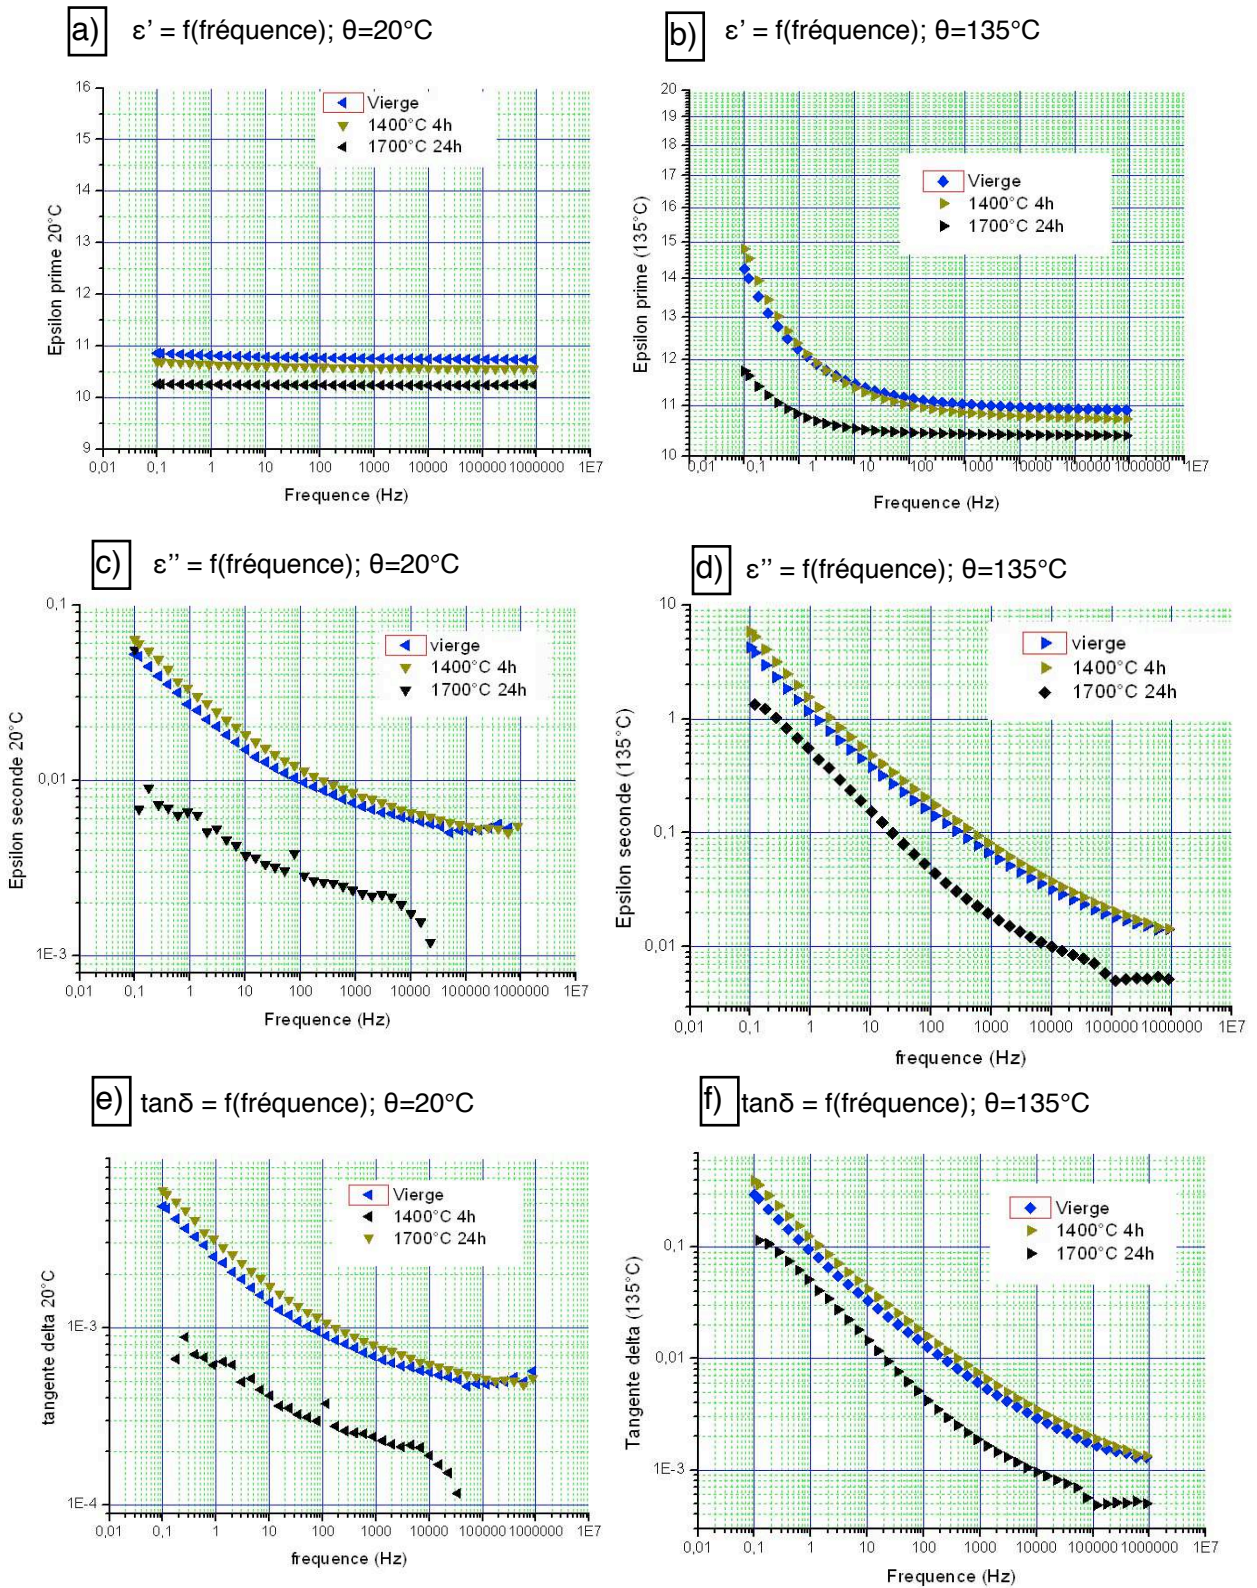 a) ε’ = f(fréquence); θ=20°C
16
15
14
13
12
11
10
9
Epsilon prime 20°C
Vierge
1400°C 4h
1700°C 24h
0,01 0,1 1 10 100 1000 10000 100000 1000000 1E7
Frequence (Hz)
b) ε’ = f(fréquence); θ=135°C
20
19
18
17
16
15
14
13
12
11
10
Epsilon prime (135°C)
Vierge
1400°C 4h
1700°C 24h
0,01 0,1 1 10 100 1000 10000 100000 1000000 1E7
Frequence (Hz)
c) ε’’ = f(fréquence); θ=20°C
0,1
0,01
1E-3
Epsilon seconde 20°C
vierge
1400°C 4h
1700°C 24h
0,01 0,1 1 10 100 1000 10000 100000 1000000 1E7
Frequence (Hz)
d) ε’’ = f(fréquence); θ=135°C
10
1
0,1
0,01
Epsilon seconde (135°C)
vierge
1400°C 4h
1700°C 24h
0,01 0,1 1 10 100 1000 10000 100000 1000000 1E7
frequence (Hz)
e) tanδ = f(fréquence); θ=20°C
1E-3
1E-4
tangente delta 20°C
Vierge
1400°C 4h
1700°C 24h
0,01 0,1 1 10 100 1000 10000 100000 1000000 1E7
frequence (Hz)
f) tanδ = f(fréquence); θ=135°C
0,1
0,01
1E-3
Tangente delta (135°C)
Vierge
1400°C 4h
1700°C 24h
0,01 0,1 1 10 100 1000 10000 100000 1000000 1E7
Frequence (Hz)